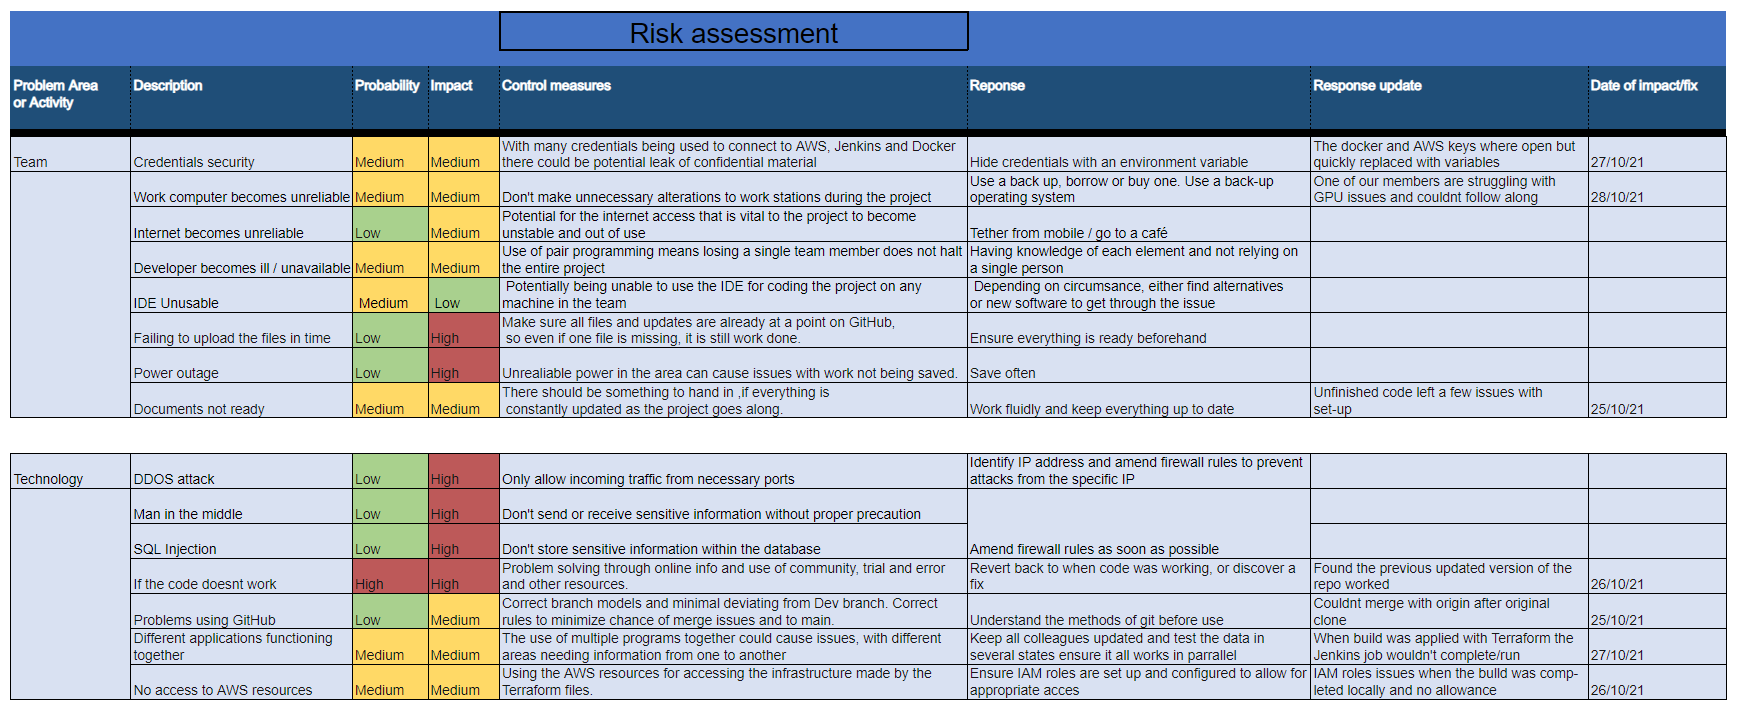 Risk assessment
Problem Area
or Activity
Description
Probability
Impact
Control measures
Reponse
Response update
Date of impact/fix
Team
Credentials security
Medium
Medium
With many credentials being used to connect to AWS, Jenkins and Docker
there could be potential leak of confidential material
Hide credentials with an environment variable
The docker and AWS keys where open but
quickly replaced with variables
27/10/21
Work computer becomes unreliable
Medium
Medium
Don't make unnecessary alterations to work stations during the project
Use a back up, borrow or buy one. Use a back-up
operating system
One of our members are struggling with
GPU issues and couldnt follow along
28/10/21
Internet becomes unreliable
Low
Medium
Potential for the internet access that is vital to the project to become
unstable and out of use
Tether from mobile / go to a café
Developer becomes ill / unavailable
Medium
Medium
Use of pair programming means losing a single team member does not halt
the entire project
Having knowledge of each element and not relying on
a single person
IDE Unusable
Medium
Low
Potentially being unable to use the IDE for coding the project on any
machine in the team
Depending on circumsance, either find alternatives
or new software to get through the issue
Failing to upload the files in time
Low
High
Make sure all files and updates are already at a point on GitHub,
so even if one file is missing, it is still work done.
Ensure everything is ready beforehand
Power outage
Low
High
Unrealiable power in the area can cause issues with work not being saved.
Save often
Documents not ready
Medium
Medium
There should be something to hand in ,if everything is
constantly updated as the project goes along.
Work fluidly and keep everything up to date
Unfinished code left a few issues with
set-up
25/10/21
Technology
DDOS attack
Low
High
Only allow incoming traffic from necessary ports
Identify IP address and amend firewall rules to prevent
attacks from the specific IP
Man in the middle
Low
High
Don't send or receive sensitive information without proper precaution
SQL Injection
Low
High
Don't store sensitive information within the database
Amend firewall rules as soon as possible
If the code doesnt work
High
High
Problem solving through online info and use of community, trial and error
and other resources.
Revert back to when code was working, or discover a
fix
Found the previous updated version of the
repo worked
26/10/21
Problems using GitHub
Low
Medium
Correct branch models and minimal deviating from Dev branch. Correct
rules to minimize chance of merge issues and to main.
Understand the methods of git before use
Couldnt merge with origin after original
clone
25/10/21
Different applications functioning
together
Medium
Medium
The use of multiple programs together could cause issues, with different
areas needing information from one to another
Keep all colleagues updated and test the data in
several states ensure it all works in parrallel
When build was applied with Terraform the
Jenkins job wouldn't complete/run
27/10/21
No access to AWS resources
Medium
Medium
Using the AWS resources for accessing the infrastructure made by the
Terraform files.
Ensure IAM roles are set up and configured to allow for
appropriate acces
IAM roles issues when the build was comp-
leted locally and no allowance
26/10/21